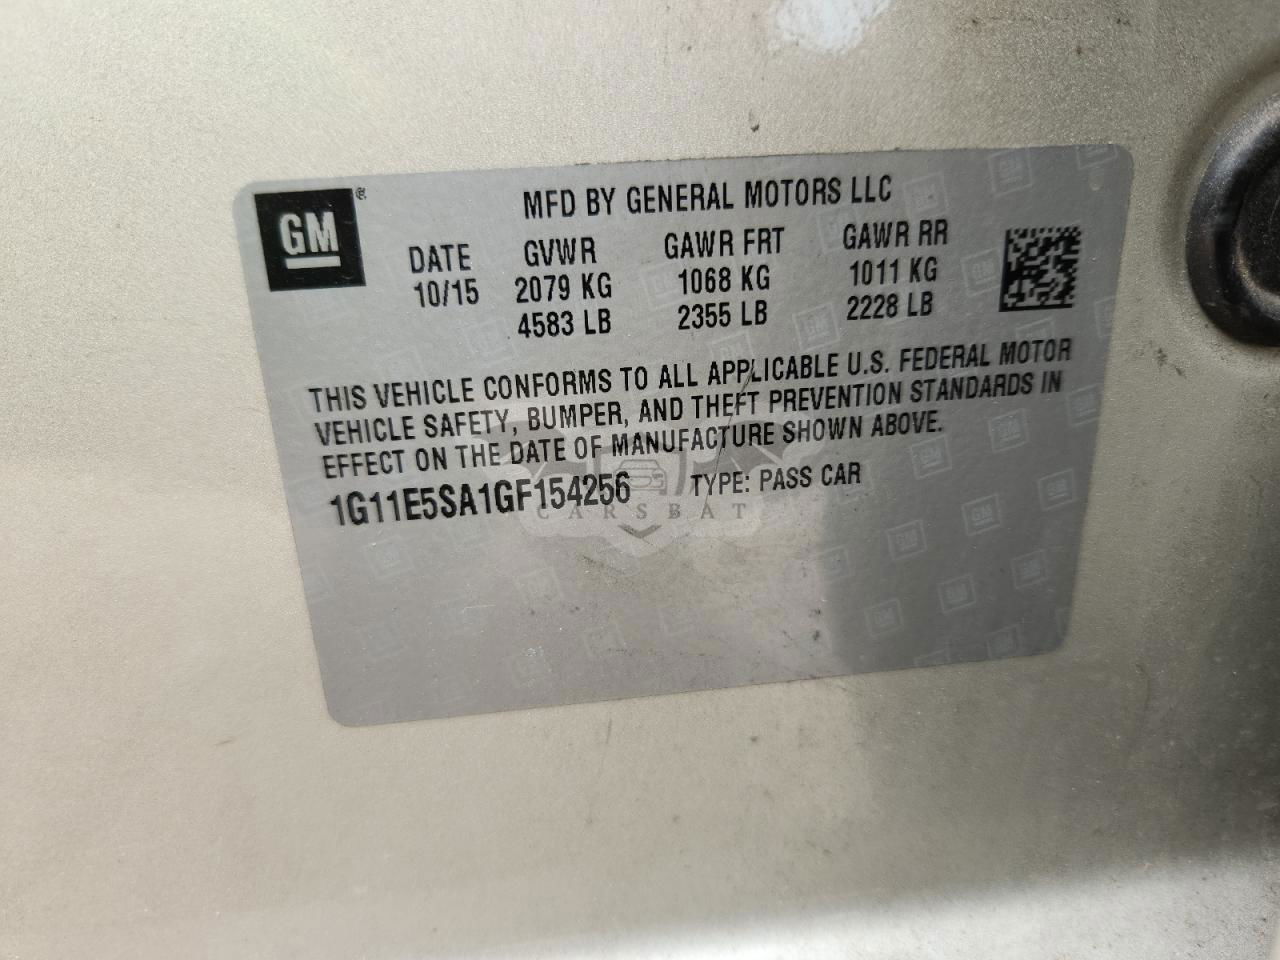 GM®
MFD BY GENERAL MOTORS LLC
DATE GVWR GAWR FRT GAWR RR
10/15 2079 KG 1068 KG 1011 KG
4583 LB 2355 LB 2228 LB
THIS VEHICLE CONFORMS TO ALL APPLICABLE U.S. FEDERAL MOTOR
VEHICLE SAFETY, BUMPER, AND THEFT PREVENTION STANDARDS IN
EFFECT ON THE DATE OF MANUFACTURE SHOWN ABOVE.
1G11E5SA1GF154256 TYPE: PASS CAR
CARSBAT